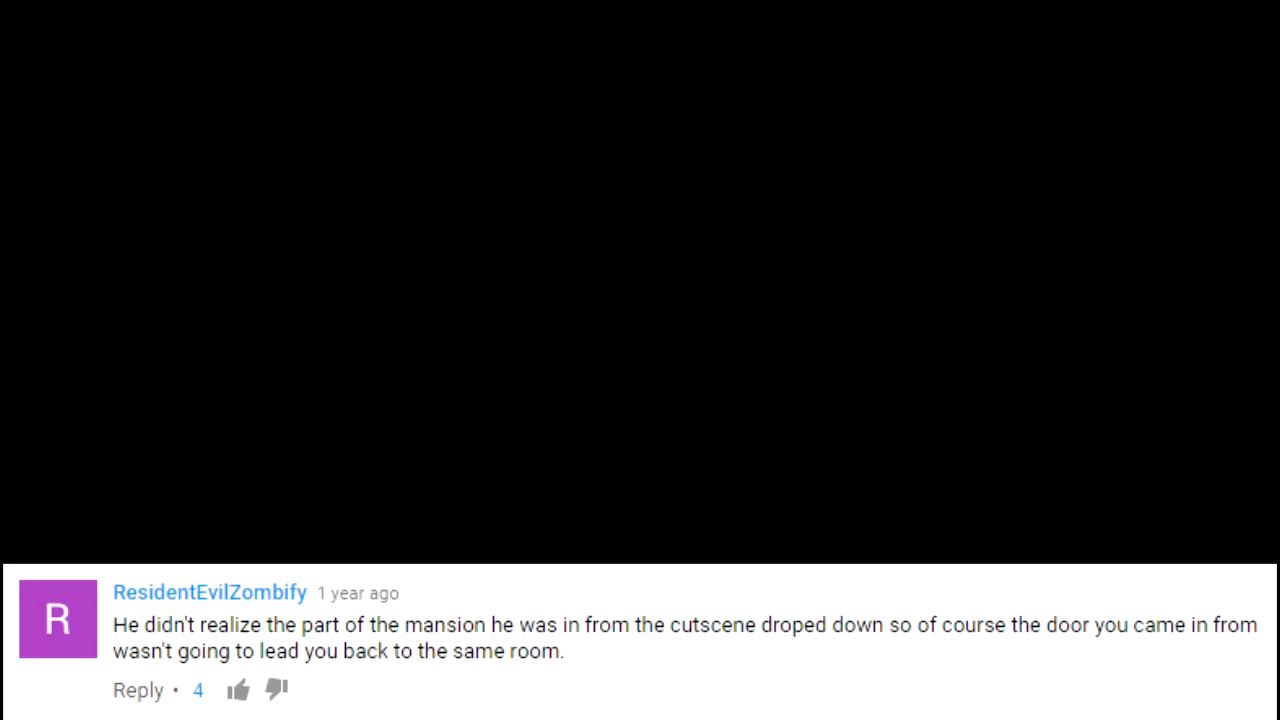 R
ResidentEvilZombify 1 year ago
He didn't realize the part of the mansion he was in from the cutscene droped down so of course the door you came in from
wasn't going to lead you back to the same room.
Reply • 4